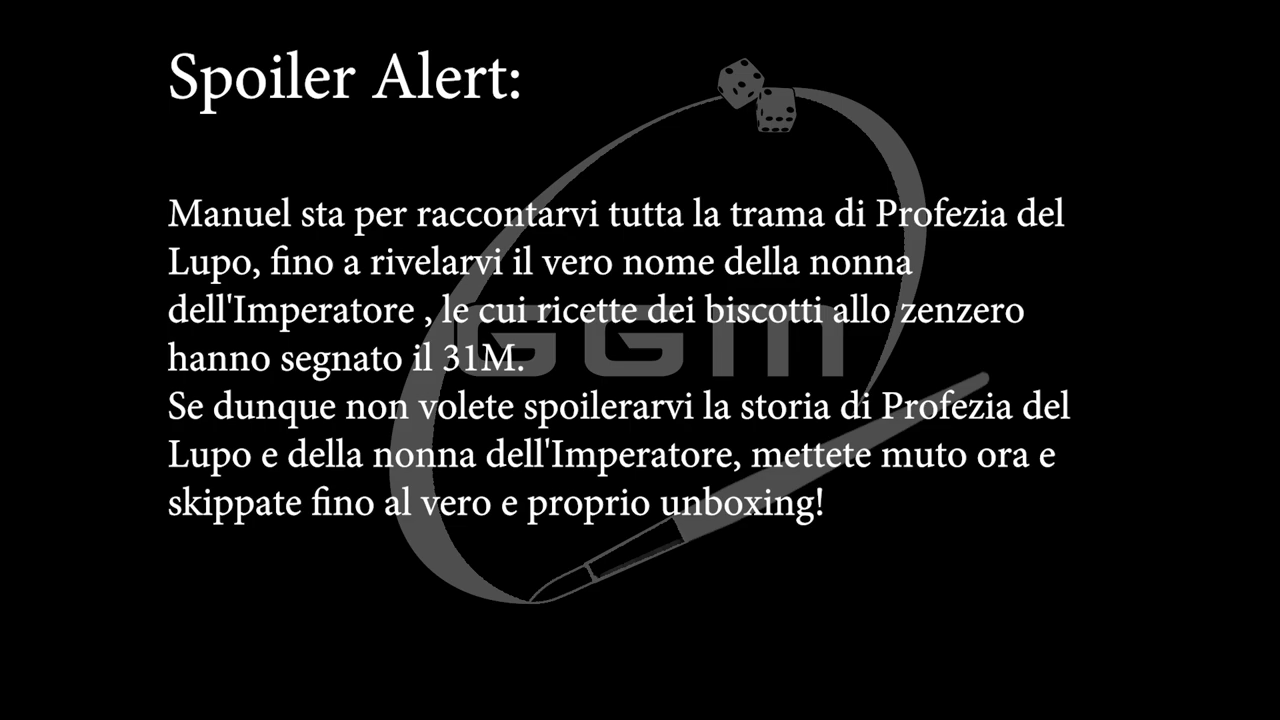 Spoiler Alert:
Manuel sta per raccontarvi tutta la trama di Profezia del
Lupo, fino a rivelarvi il vero nome della nonna
dell'Imperatore , le cui ricette dei biscotti allo zenzero
hanno segnato il 31M.
Se dunque non volete spoilerarvi la storia di Profezia del
Lupo e della nonna dell'Imperatore, mettete muto ora e
skippate fino al vero e proprio unboxing!
GGM